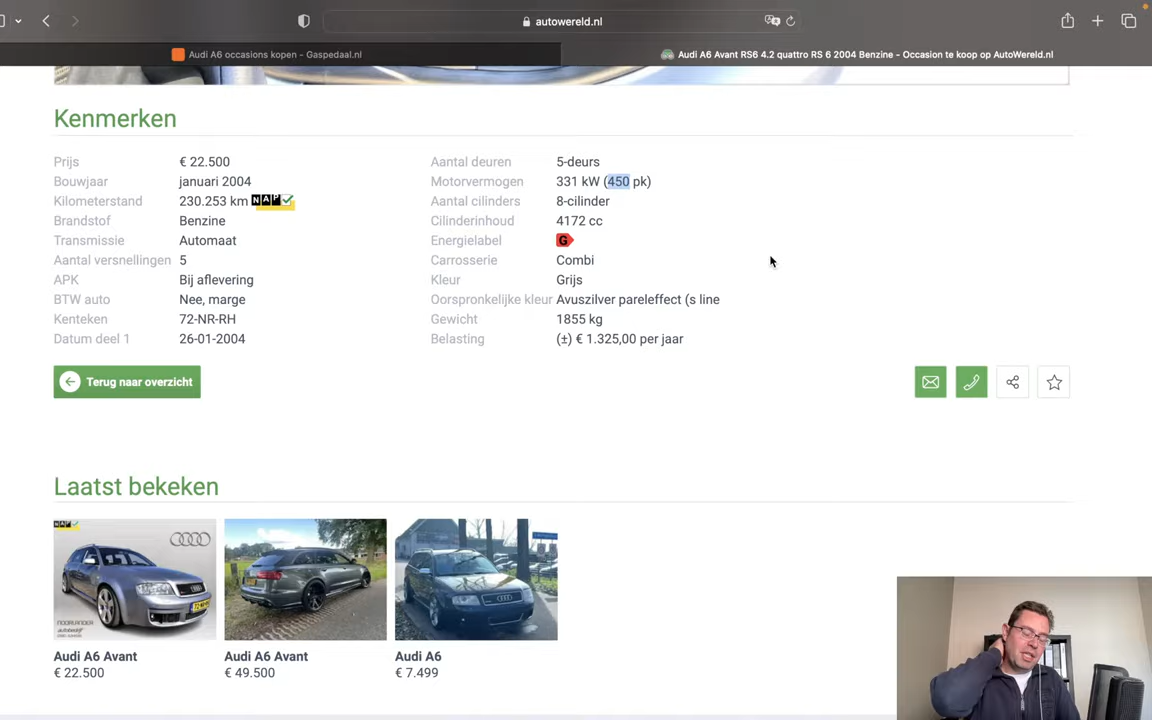 autowereld.nl
Audi A6 occasions kopen - Gaspedaal.nl
Audi A6 Avant RS6 4.2 quattro RS 6 2004 Benzine - Occasion te koop op AutoWereld.nl
Kenmerken
Prijs € 22.500
Bouwjaar januari 2004
Kilometerstand 230.253 km NAP
Brandstof Benzine
Transmissie Automaat
Aantal versnellingen 5
APK Bij aflevering
BTW auto Nee, marge
Kenteken 72-NR-RH
Datum deel 1 26-01-2004
Aantal deuren 5-deurs
Motorvermogen 331 kW (450 pk)
Aantal cilinders 8-cilinder
Cilinderinhoud 4172 cc
Energielabel G
Carrosserie Combi
Kleur Grijs
Oorspronkelijke kleur Avuszilver pareleffect (s line
Gewicht 1855 kg
Belasting (±) € 1.325,00 per jaar
Terug naar overzicht
Laatst bekeken
NAP
NOORLANDER
Audi A6 Avant
€ 22.500
Audi A6 Avant
€ 49.500
Audi A6
€ 7.499